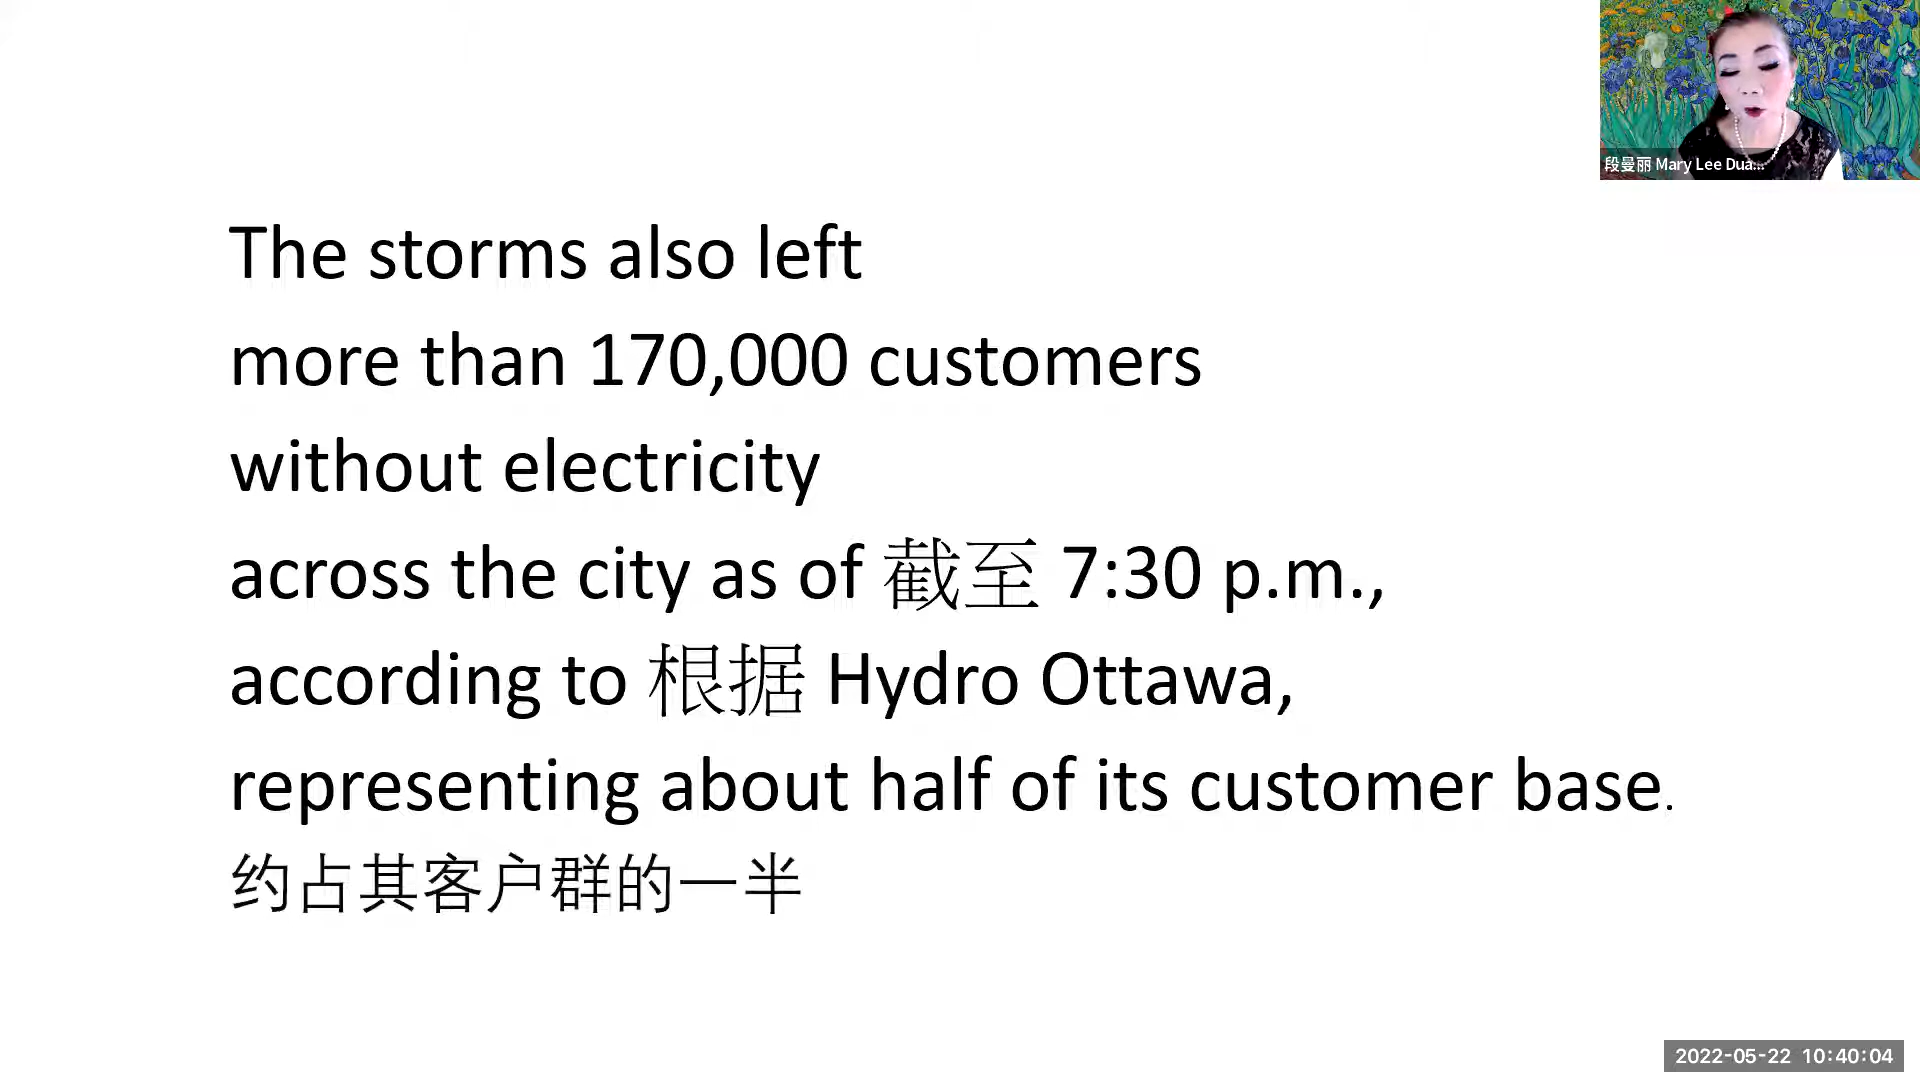 段曼丽 Mary Lee Dua...
The storms also left
more than 170,000 customers
without electricity
across the city as of 截至 7:30 p.m.,
according to 根据 Hydro Ottawa,
representing about half of its customer base.
约占其客户群的一半
2022-05-22 10:40:04